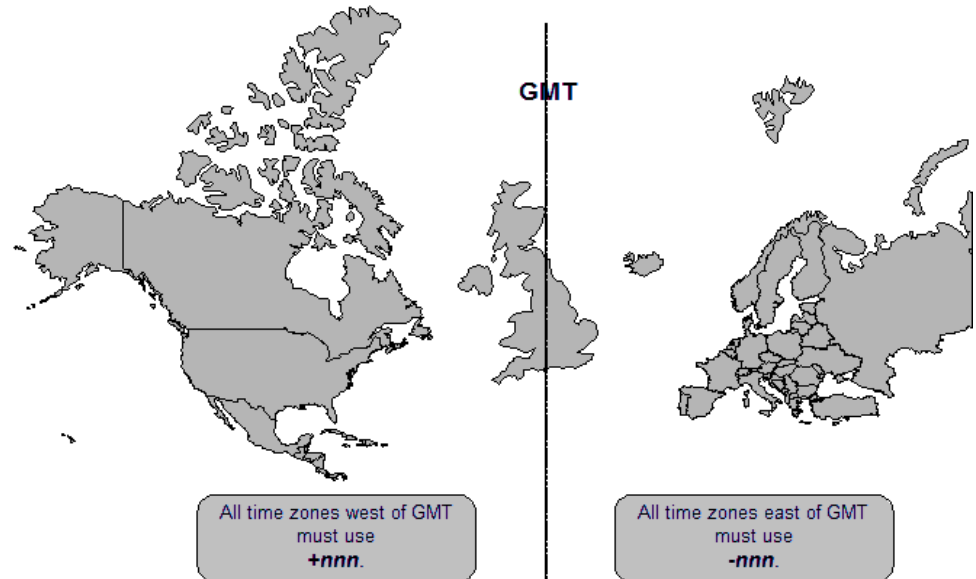 GMT
All time zones west of GMT
must use
+nnn.
All time zones east of GMT
must use
-nnn.